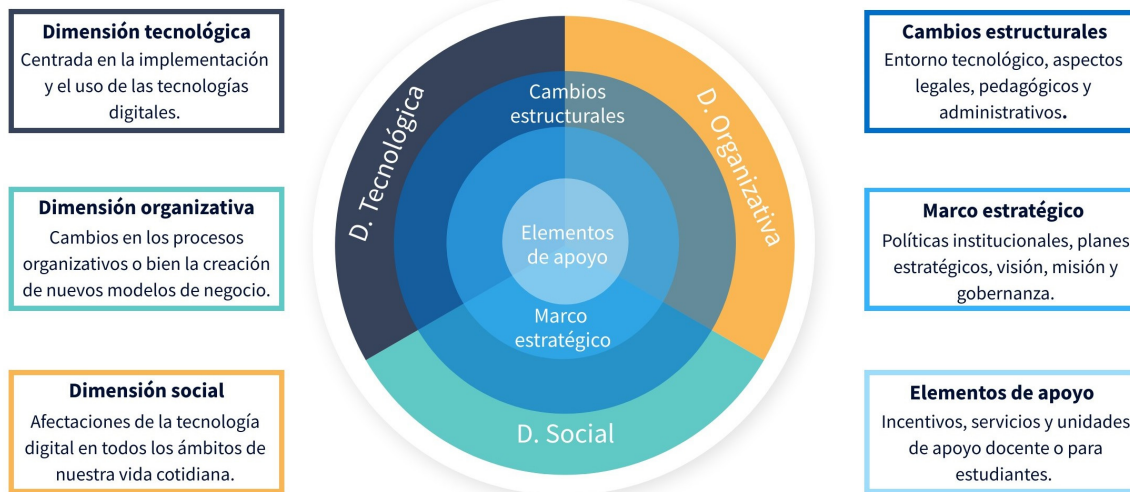 Dimensión tecnológica
Centrada en la implementación
y el uso de las tecnologías
digitales.
Dimensión organizativa
Cambios en los procesos
organizativos o bien la creación
de nuevos modelos de negocio.
Dimensión social
Afectaciones de la tecnología
digital en todos los ámbitos de
nuestra vida cotidiana.
D. Tecnológica
D. Organizativa
Cambios
estructurales
Elementos
de apoyo
Marco
estratégico
D. Social
Cambios estructurales
Entorno tecnológico, aspectos
legales, pedagógicos y
administrativos.
Marco estratégico
Políticas institucionales, planes
estratégicos, visión, misión y
gobernanza.
Elementos de apoyo
Incentivos, servicios y unidades
de apoyo docente o para
estudiantes.